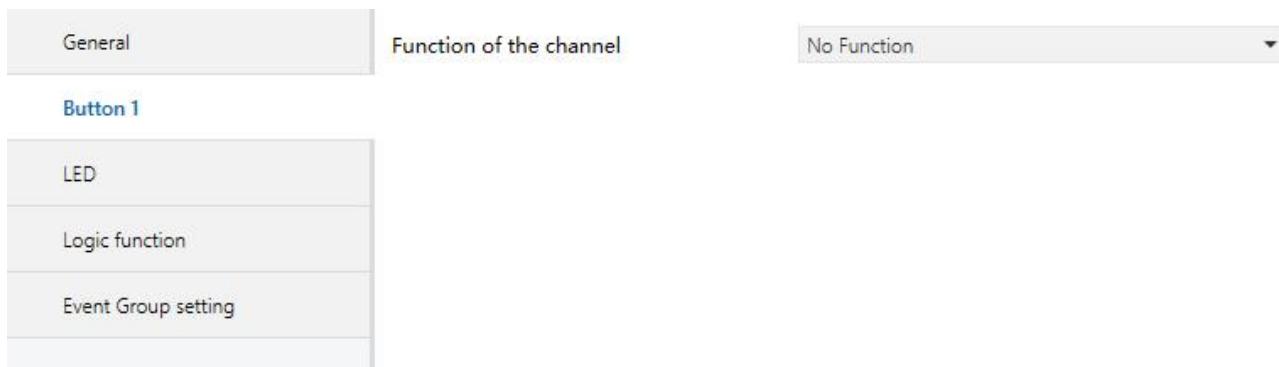 General
Function of the channel
No Function
Button 1
LED
Logic function
Event Group setting